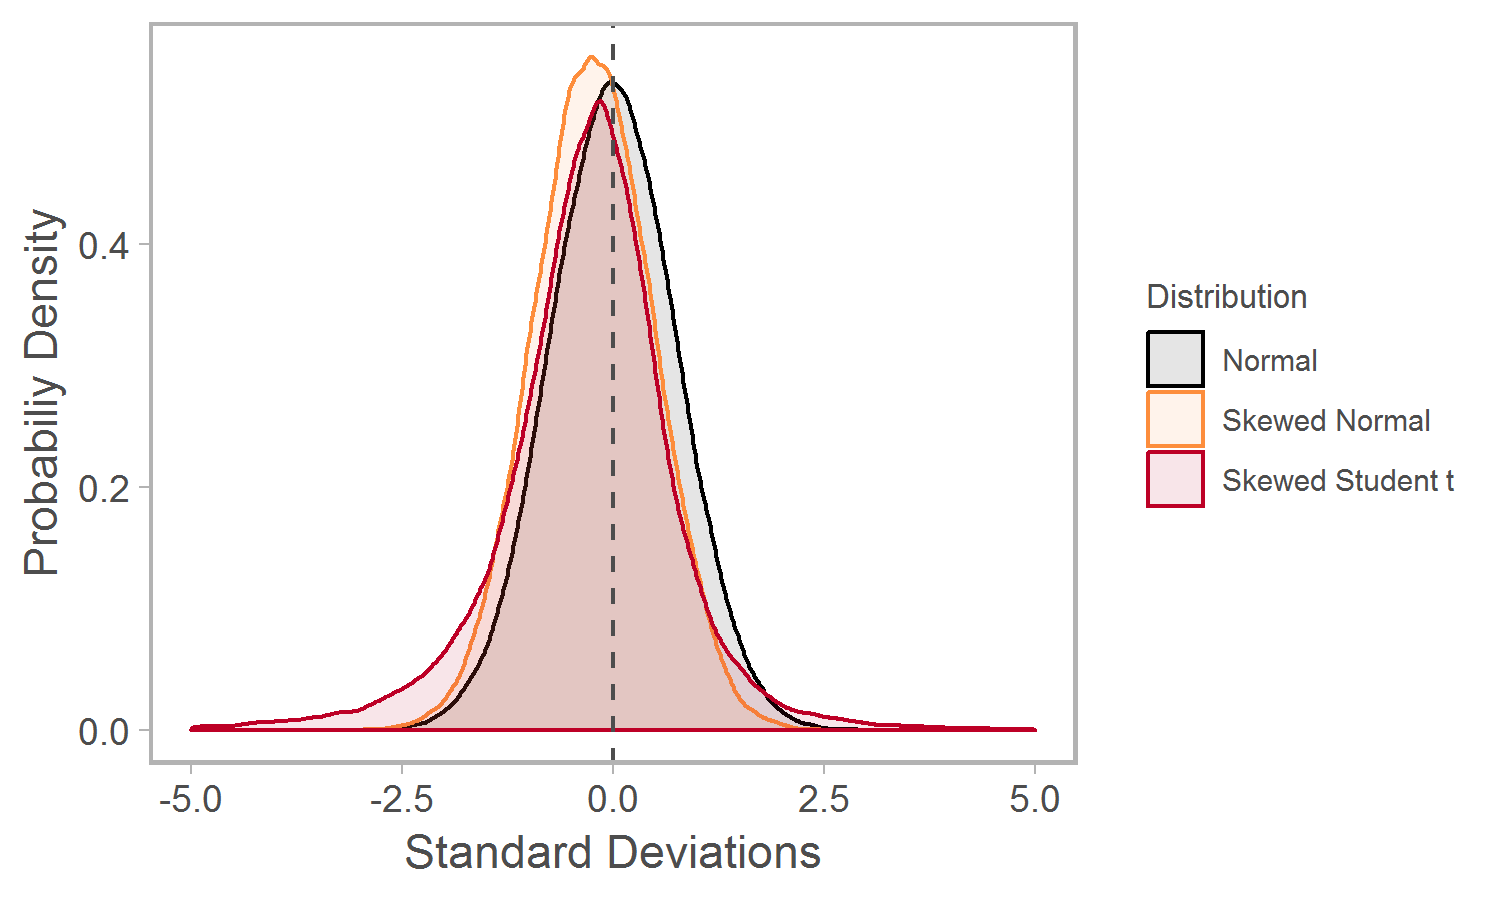 Probabiliy Density
0.4
0.2
0.0
-5.0
-2.5
0.0
2.5
5.0
Standard Deviations
Distribution
Normal
Skewed Normal
Skewed Student t